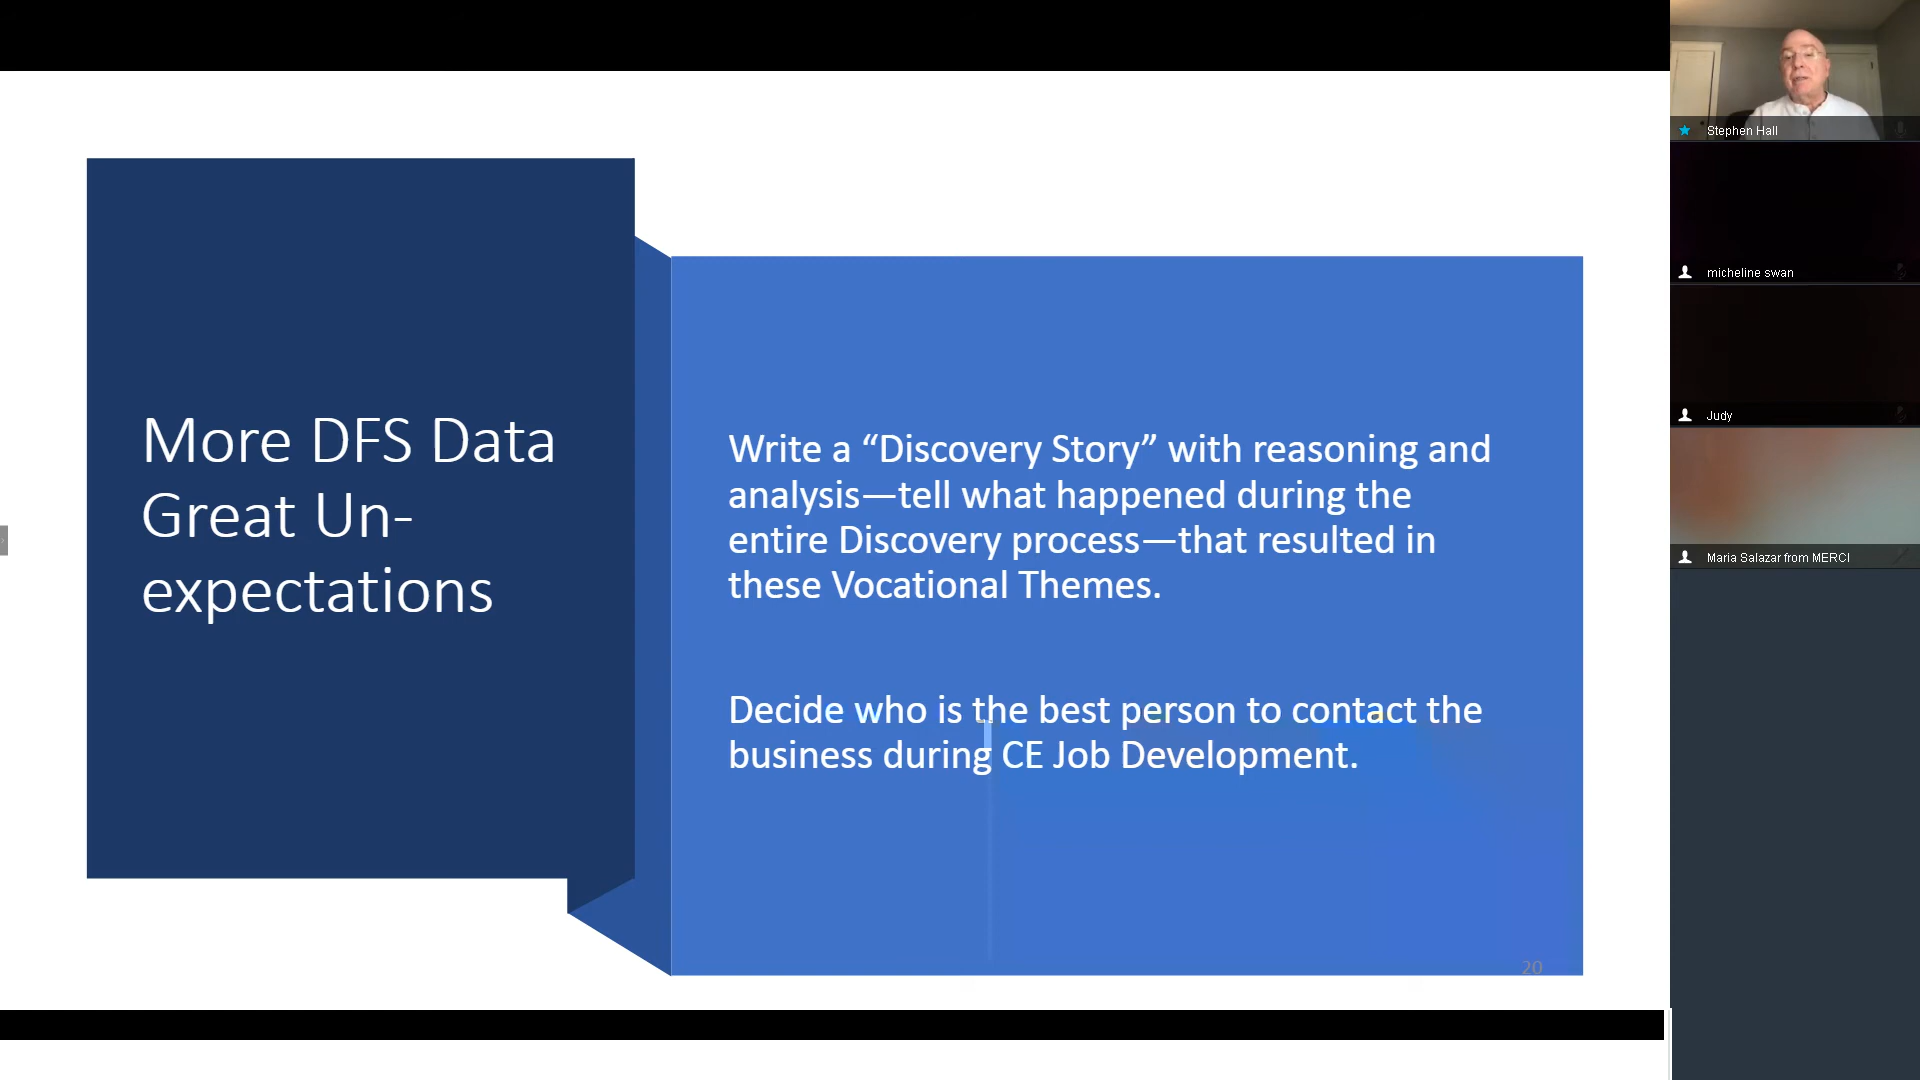 More DFS Data
Great Un-
expectations
Write a “Discovery Story” with reasoning and
analysis—tell what happened during the
entire Discovery process—that resulted in
these Vocational Themes.
Decide who is the best person to contact the
business during CE Job Development.
20
Stephen Hall
micheline swan
Judy
Maria Salazar from MERCI